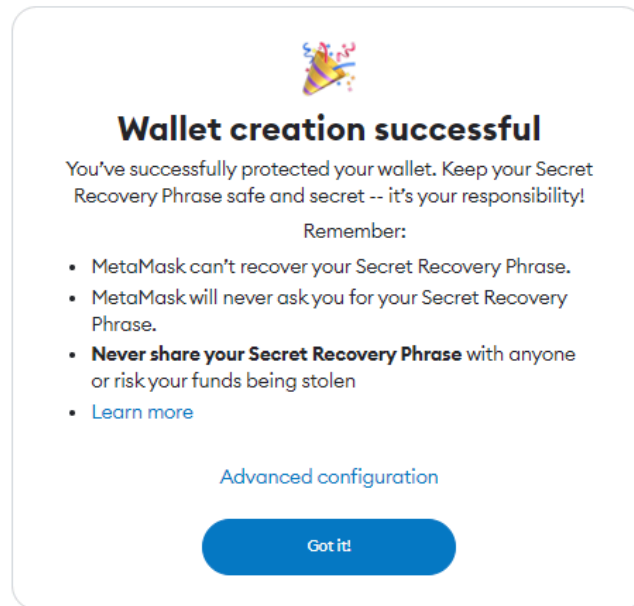 Wallet creation successful
You've successfully protected your wallet. Keep your Secret
Recovery Phrase safe and secret -- it's your responsibility!
Remember:
• MetaMask can't recover your Secret Recovery Phrase.
• MetaMask will never ask you for your Secret Recovery
Phrase.
• Never share your Secret Recovery Phrase with anyone
or risk your funds being stolen
• Learn more
Advanced configuration
Got it!